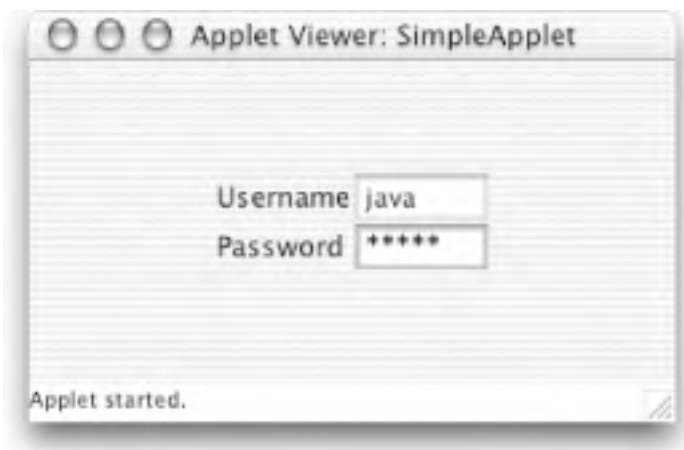 Applet Viewer: SimpleApplet
Username java
Password *****
Applet started.